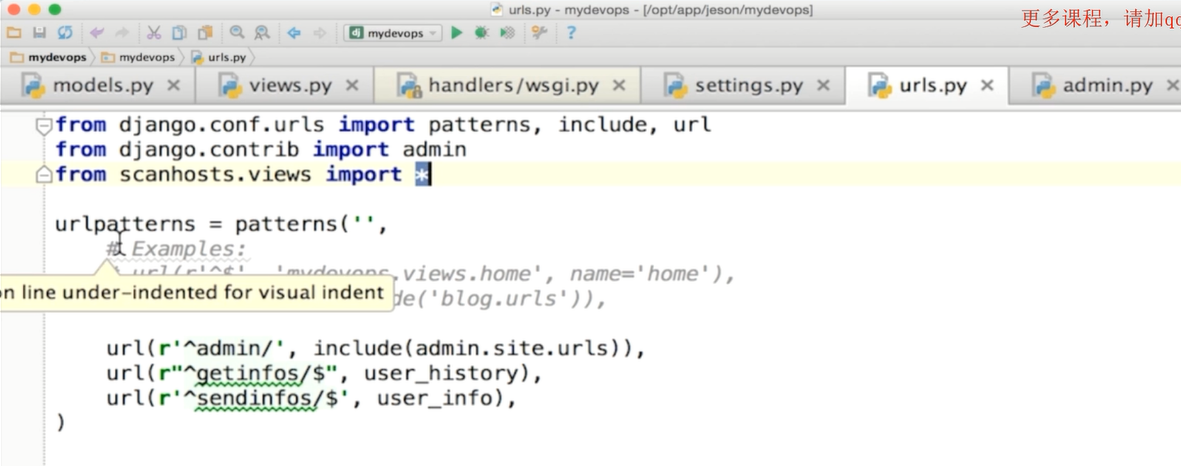 urls.py - mydevops - [/opt/app/jeson/mydevops]
更多课程，请加qq
mydevops
mydevops mydevops urls.py
models.py views.py handlers/wsgi.py settings.py urls.py admin.py
from django.conf.urls import patterns, include, url
from django.contrib import admin
from scanhosts.views import *
urlpatterns = patterns('',
# Examples:
# url(r'^$', 'mydevops.views.home', name='home'),
on line under-indented for visual indent
de('blog.urls')),
url(r'^admin/', include(admin.site.urls)),
url(r"^getinfos/$", user_history),
url(r'^sendinfos/$', user_info),
)